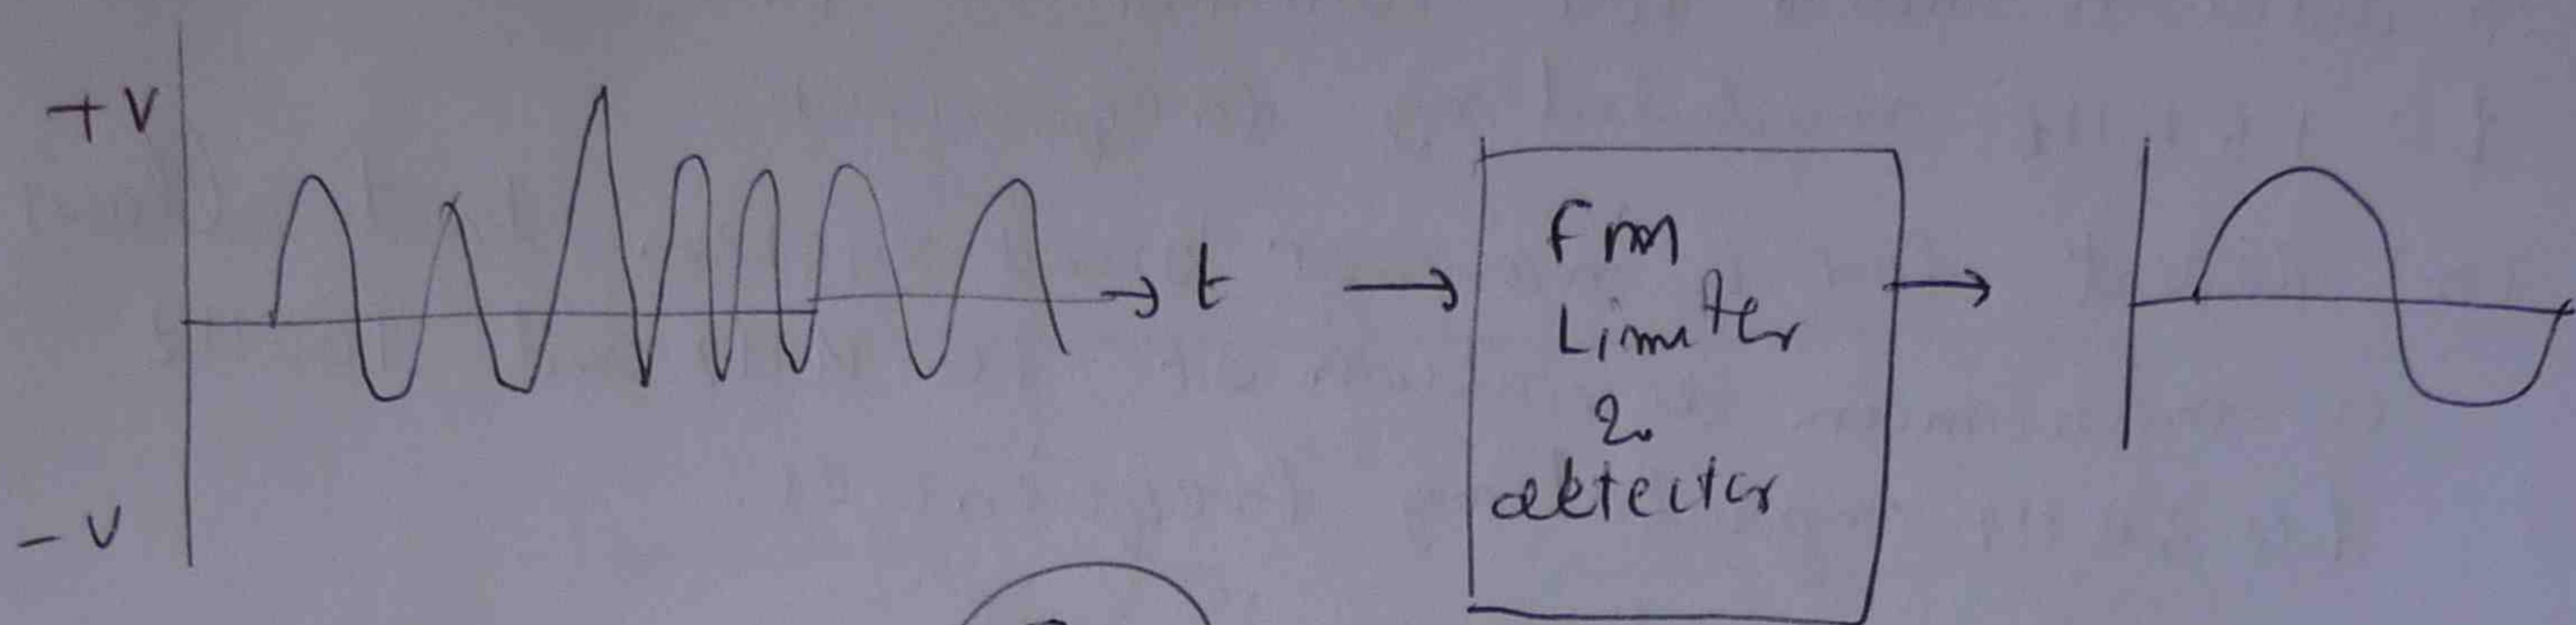 +V
-V
→ t
Fm
Limiter
&
detector